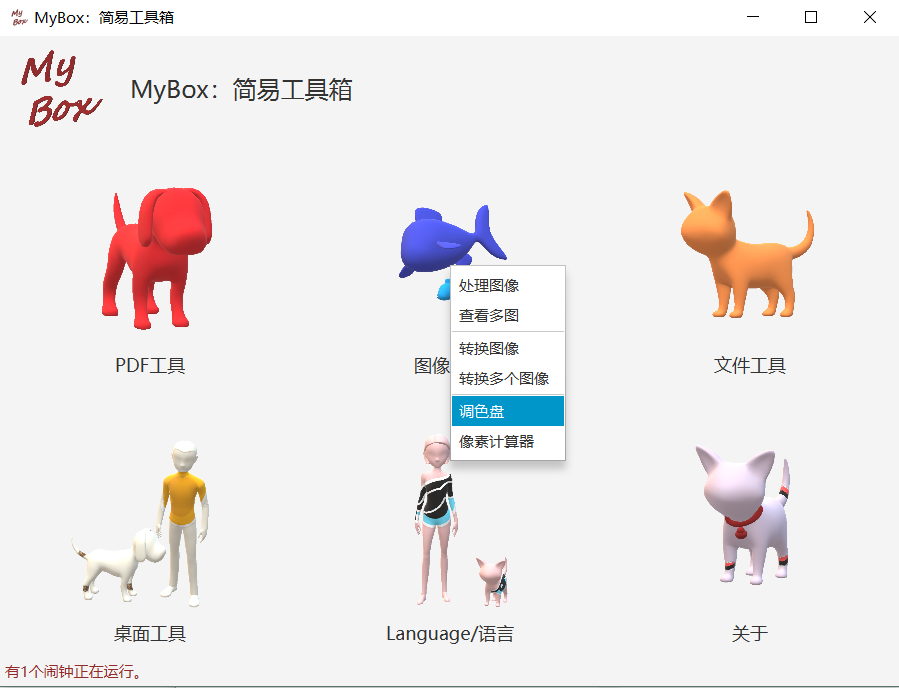 My Box
MyBox：简易工具箱
My
Box
MyBox：简易工具箱
PDF工具
图像
文件工具
处理图像
查看多图
转换图像
转换多个图像
调色盘
像素计算器
桌面工具
Language/语言
关于
有1个闹钟正在运行。